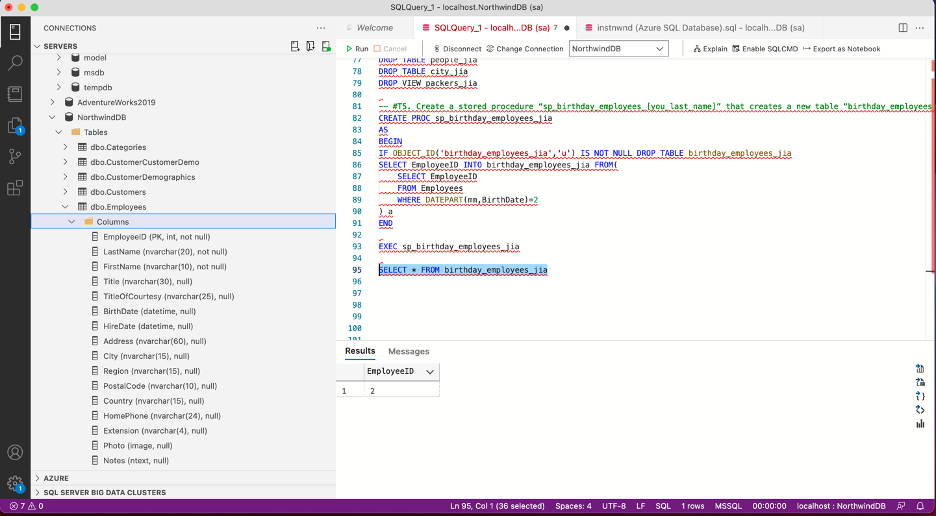 SQLQuery_1 - localhost.NorthwindDB (sa)
CONNECTIONS
SERVERS
model
msdb
tempdb
AdventureWorks2019
NorthwindDB
Tables
dbo.Categories
dbo.CustomerCustomerDemo
dbo.CustomerDemographics
dbo.Customers
dbo.Employees
Columns
EmployeeID (PK, int, not null)
LastName (nvarchar(20), not null)
FirstName (nvarchar(10), not null)
Title (nvarchar(30), null)
TitleOfCourtesy (nvarchar(25), null)
BirthDate (datetime, null)
HireDate (datetime, null)
Address (nvarchar(60), null)
City (nvarchar(15), null)
Region (nvarchar(15), null)
PostalCode (nvarchar(10), null)
Country (nvarchar(15), null)
HomePhone (nvarchar(24), null)
Extension (nvarchar(4), null)
Photo (image, null)
Notes (ntext, null)
AZURE
SQL SERVER BIG DATA CLUSTERS
1
1
Welcome
SQLQuery_1 - localh...DB (sa) 7
instnwnd (Azure SQL Database).sql - localh...DB (sa)
Run Cancel Disconnect Change Connection NorthwindDB Explain Enable SQLCMD Export as Notebook
77 DROP TABLE people_jia
78 DROP TABLE city_jia
79 DROP VIEW packers_jia
80
81 -- #T5. Create a stored procedure “sp_birthday_employees_[you_last_name]” that creates a new table “birthday_employees
82 CREATE PROC sp_birthday_employees_jia
83 AS
84 BEGIN
85 IF OBJECT_ID('birthday_employees_jia','u') IS NOT NULL DROP TABLE birthday_employees_jia
86 SELECT EmployeeID INTO birthday_employees_jia FROM(
87 SELECT EmployeeID
88 FROM Employees
89 WHERE DATEPART(mm,BirthDate)=2
90 ) a
91 END
92
93 EXEC sp_birthday_employees_jia
94
95 SELECT * FROM birthday_employees_jia
96
97
98
99
100
101
Results Messages
EmployeeID
1 2
7 0 Ln 95, Col 1 (36 selected) Spaces: 4 UTF-8 LF SQL 1 rows MSSQL 00:00:00 localhost : NorthwindDB